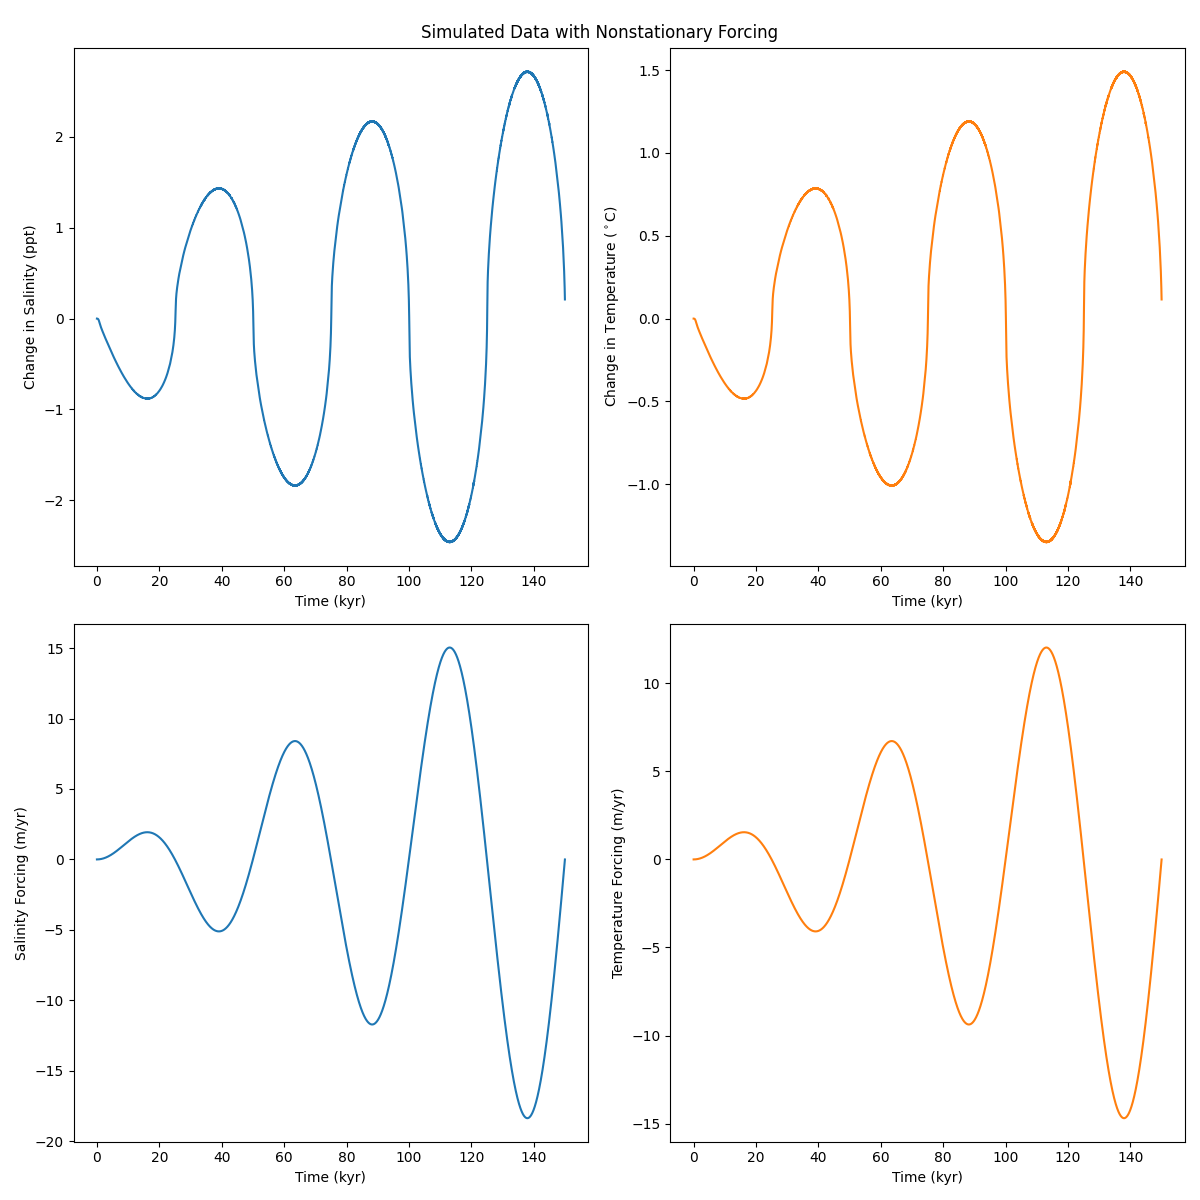 Simulated Data with Nonstationary Forcing
Change in Salinity (ppt)
2
1
0
−1
−2
0 20 40 60 80 100 120 140
Time (kyr)
Change in Temperature (°C)
1.5
1.0
0.5
0.0
−0.5
−1.0
0 20 40 60 80 100 120 140
Time (kyr)
Salinity Forcing (m/yr)
15
10
5
0
−5
−10
−15
−20
0 20 40 60 80 100 120 140
Time (kyr)
Temperature Forcing (m/yr)
10
5
0
−5
−10
−15
0 20 40 60 80 100 120 140
Time (kyr)